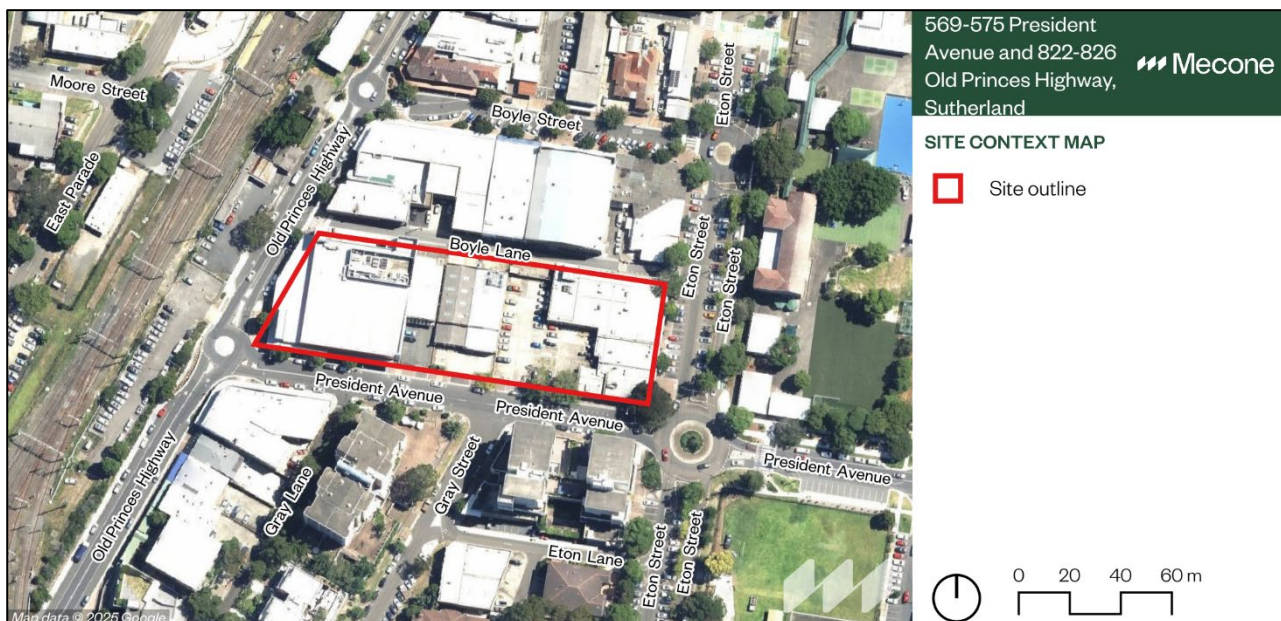 Moore Street
East Parade
Old Princes Highway
Boyle Street
Eton Street
Boyle Lane
Eton Street
Eton Street
President Avenue
President Avenue
President Avenue
Old Princes Highway
Gray Lane
Gray Street
Eton Lane
Eton Street
Eton Street
Map data © 2025 Google
569-575 President
Avenue and 822-826
Old Princes Highway,
Sutherland
Mecone
SITE CONTEXT MAP
Site outline
0 20 40 60 m